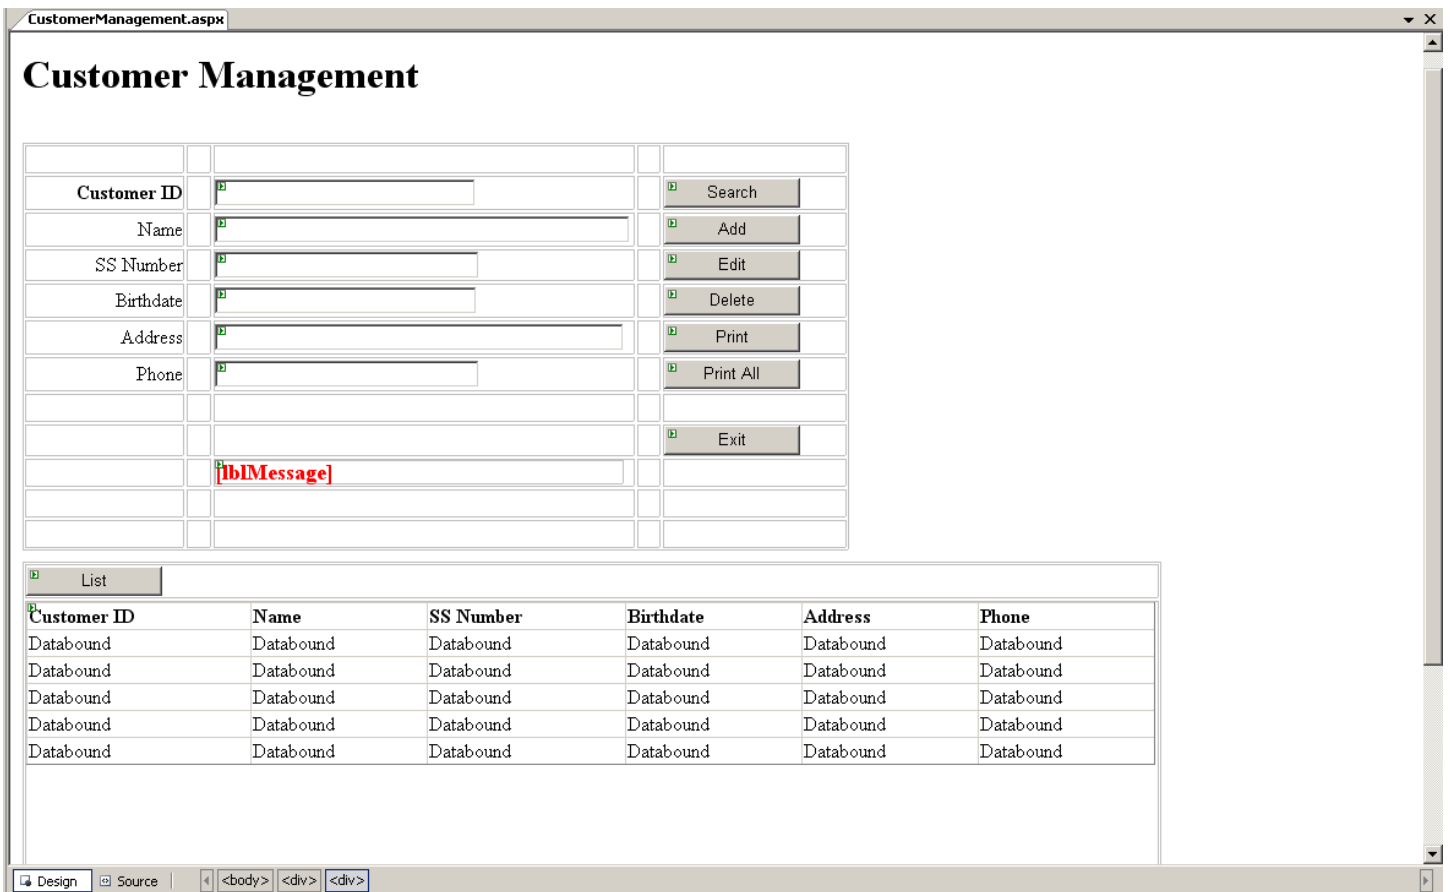 CustomerManagement.aspx
Customer Management
Customer ID Search
Name Add
SS Number Edit
Birthdate Delete
Address Print
Phone Print All
Exit
[lblMessage]
List
Customer ID Name SS Number Birthdate Address Phone
Databound Databound Databound Databound Databound Databound
Databound Databound Databound Databound Databound Databound
Databound Databound Databound Databound Databound Databound
Databound Databound Databound Databound Databound Databound
Databound Databound Databound Databound Databound Databound
Design Source <body> <div> <div>